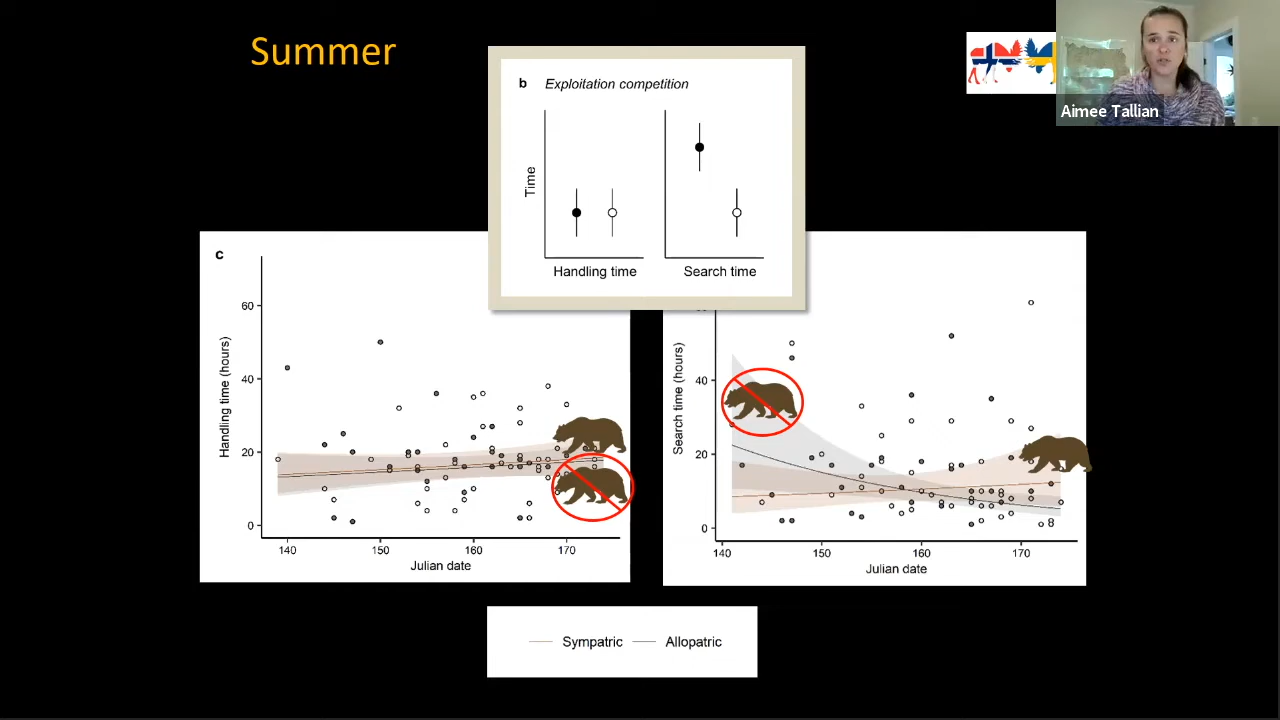 Summer
Aimee Tallian
b Exploitation competition
Time
Handling time
Search time
c
Handling time (hours)
60
40
20
0
140 150 160 170
Julian date
Search time (hours)
40
20
0
140 150 160 170
Julian date
Sympatric Allopatric